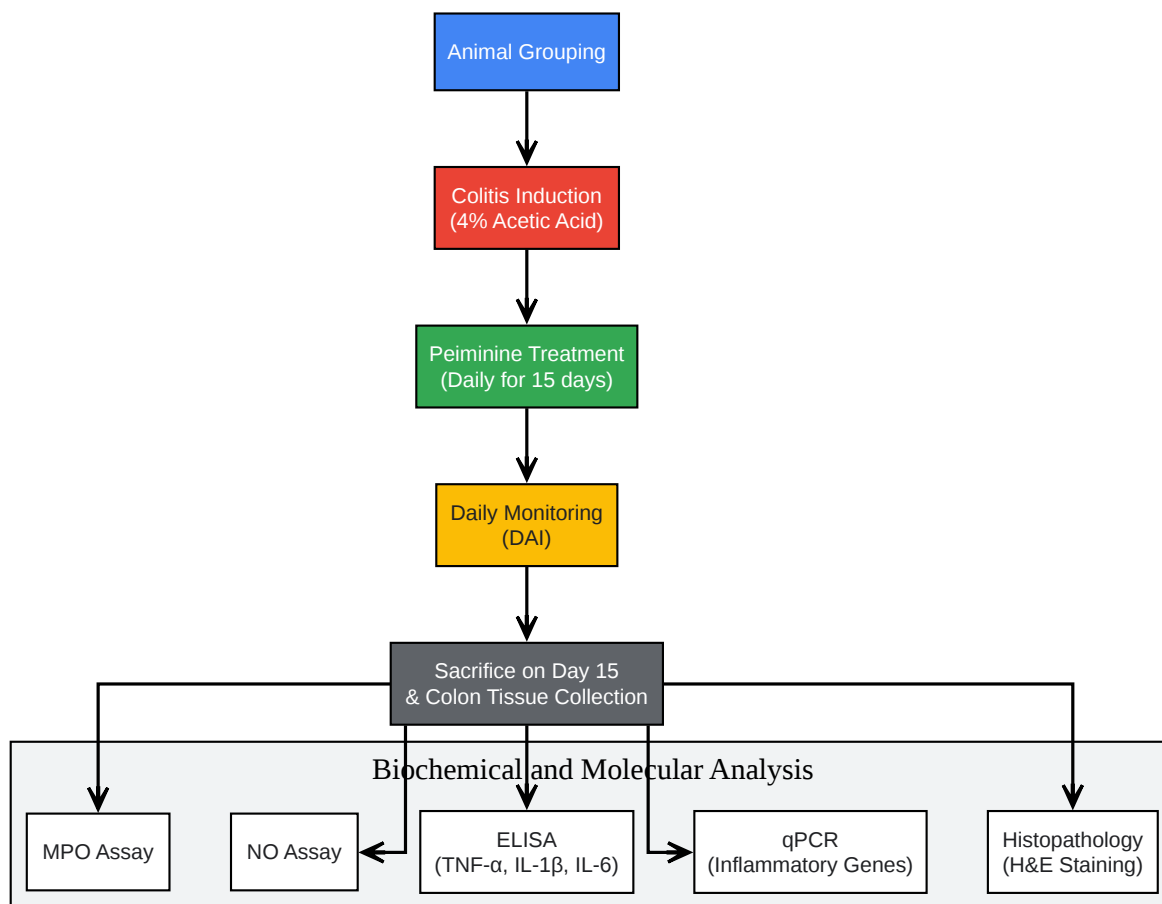 Animal Grouping
Colitis Induction
(4% Acetic Acid)
Peiminine Treatment
(Daily for 15 days)
Daily Monitoring
(DAI)
Sacrifice on Day 15
& Colon Tissue Collection
Biochemical and Molecular Analysis
MPO Assay
NO Assay
ELISA
(TNF-α, IL-1β, IL-6)
qPCR
(Inflammatory Genes)
Histopathology
(H&E Staining)